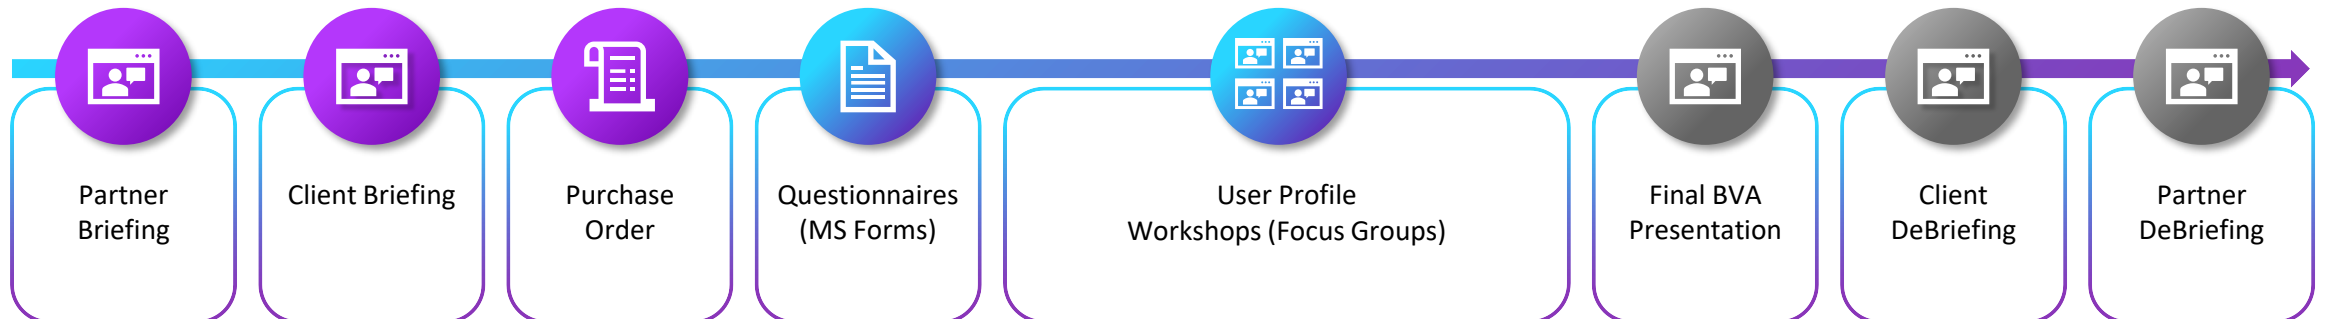 Partner
Briefing
Client Briefing
Purchase
Order
Questionnaires
(MS Forms)
User Profile
Workshops (Focus Groups)
Final BVA
Presentation
Client
DeBriefing
Partner
DeBriefing